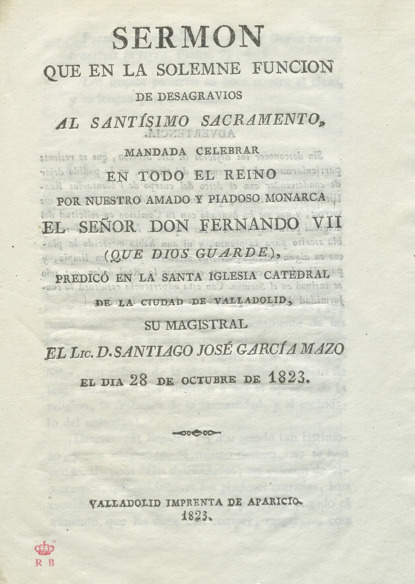 SERMON
QUE EN LA SOLEMNE FUNCION
DE DESAGRAVIOS
AL SANTÍSIMO SACRAMENTO,
MANDADA CELEBRAR
EN TODO EL REINO
POR NUESTRO AMADO Y PIADOSO MONARCA
EL SEÑOR DON FERNANDO VII
(QUE DIOS GUARDE),
PREDICÓ EN LA SANTA IGLESIA CATEDRAL
DE LA CIUDAD DE VALLADOLID,
SU MAGISTRAL
EL LIC. D. SANTIAGO JOSÉ GARCÍA MAZO
EL DIA 28 DE OCTUBRE DE 1823.
VALLADOLID IMPRENTA DE APARICIO.
1823.
R B